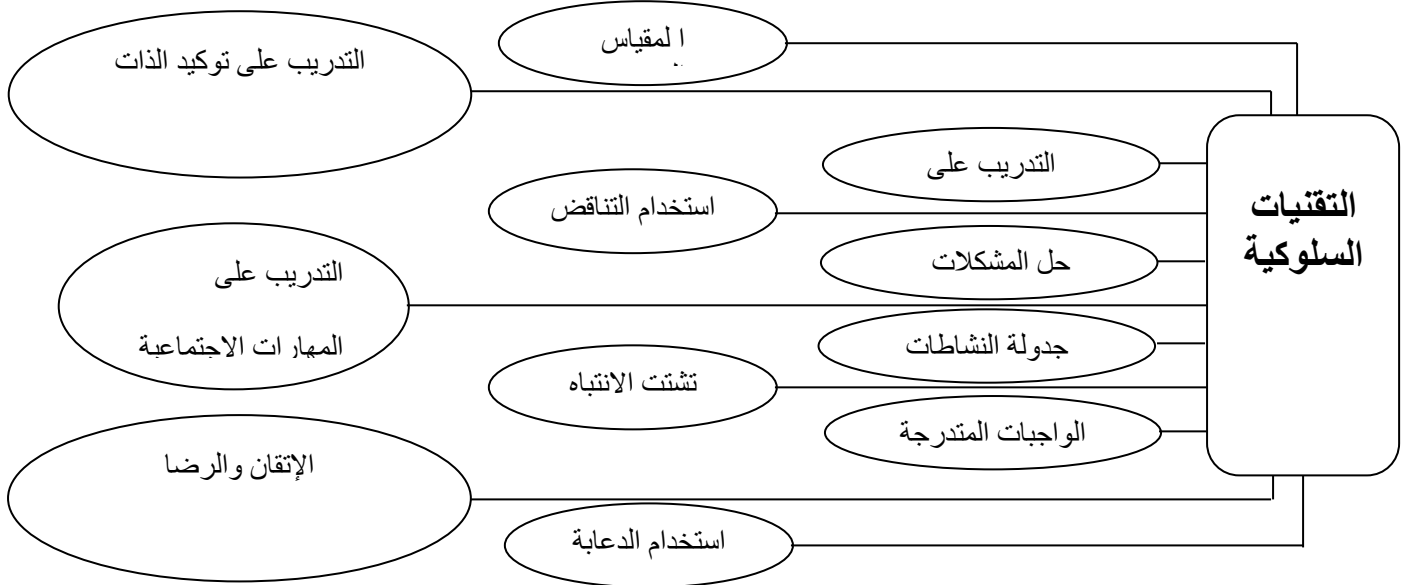 التقنيات
السلوكية
المقياس
التدريب على توكيد الذات
التدريب على
استخدام التناقض
حل المشكلات
التدريب على
المهارات الاجتماعية
جدولة النشاطات
تشتت الانتباه
الواجبات المتدرجة
الإتقان والرضا
استخدام الدعابة